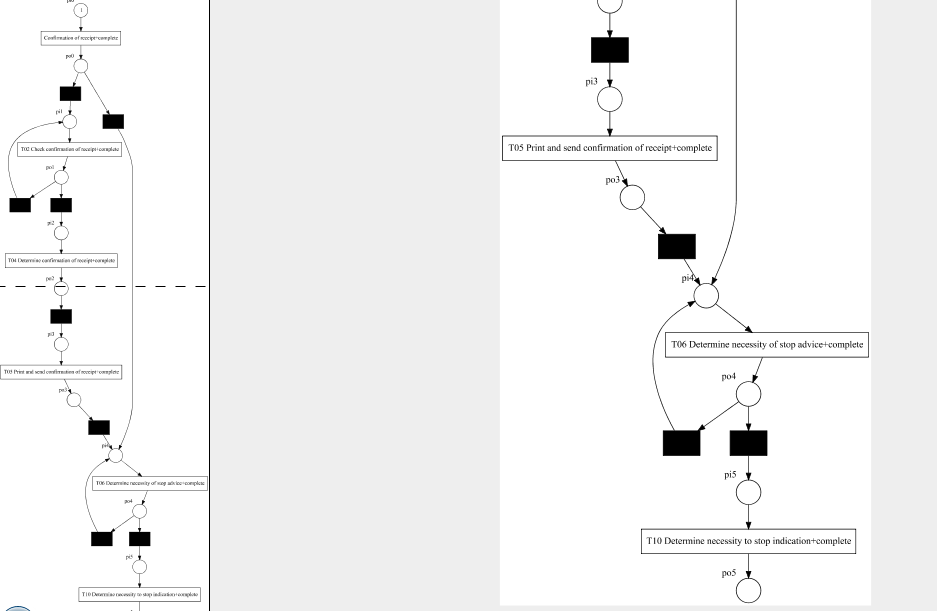 1
Confirmation of receipt+complete
po0
pi1
T02 Check confirmation of receipt+complete
po1
pi2
T04 Determine confirmation of receipt+complete
po2
pi3
T05 Print and send confirmation of receipt+complete
po3
pi4
T06 Determine necessity of stop advice+complete
po4
pi5
T10 Determine necessity to stop indication+complete
pi3
T05 Print and send confirmation of receipt+complete
po3
pi4
T06 Determine necessity of stop advice+complete
po4
pi5
T10 Determine necessity to stop indication+complete
po5